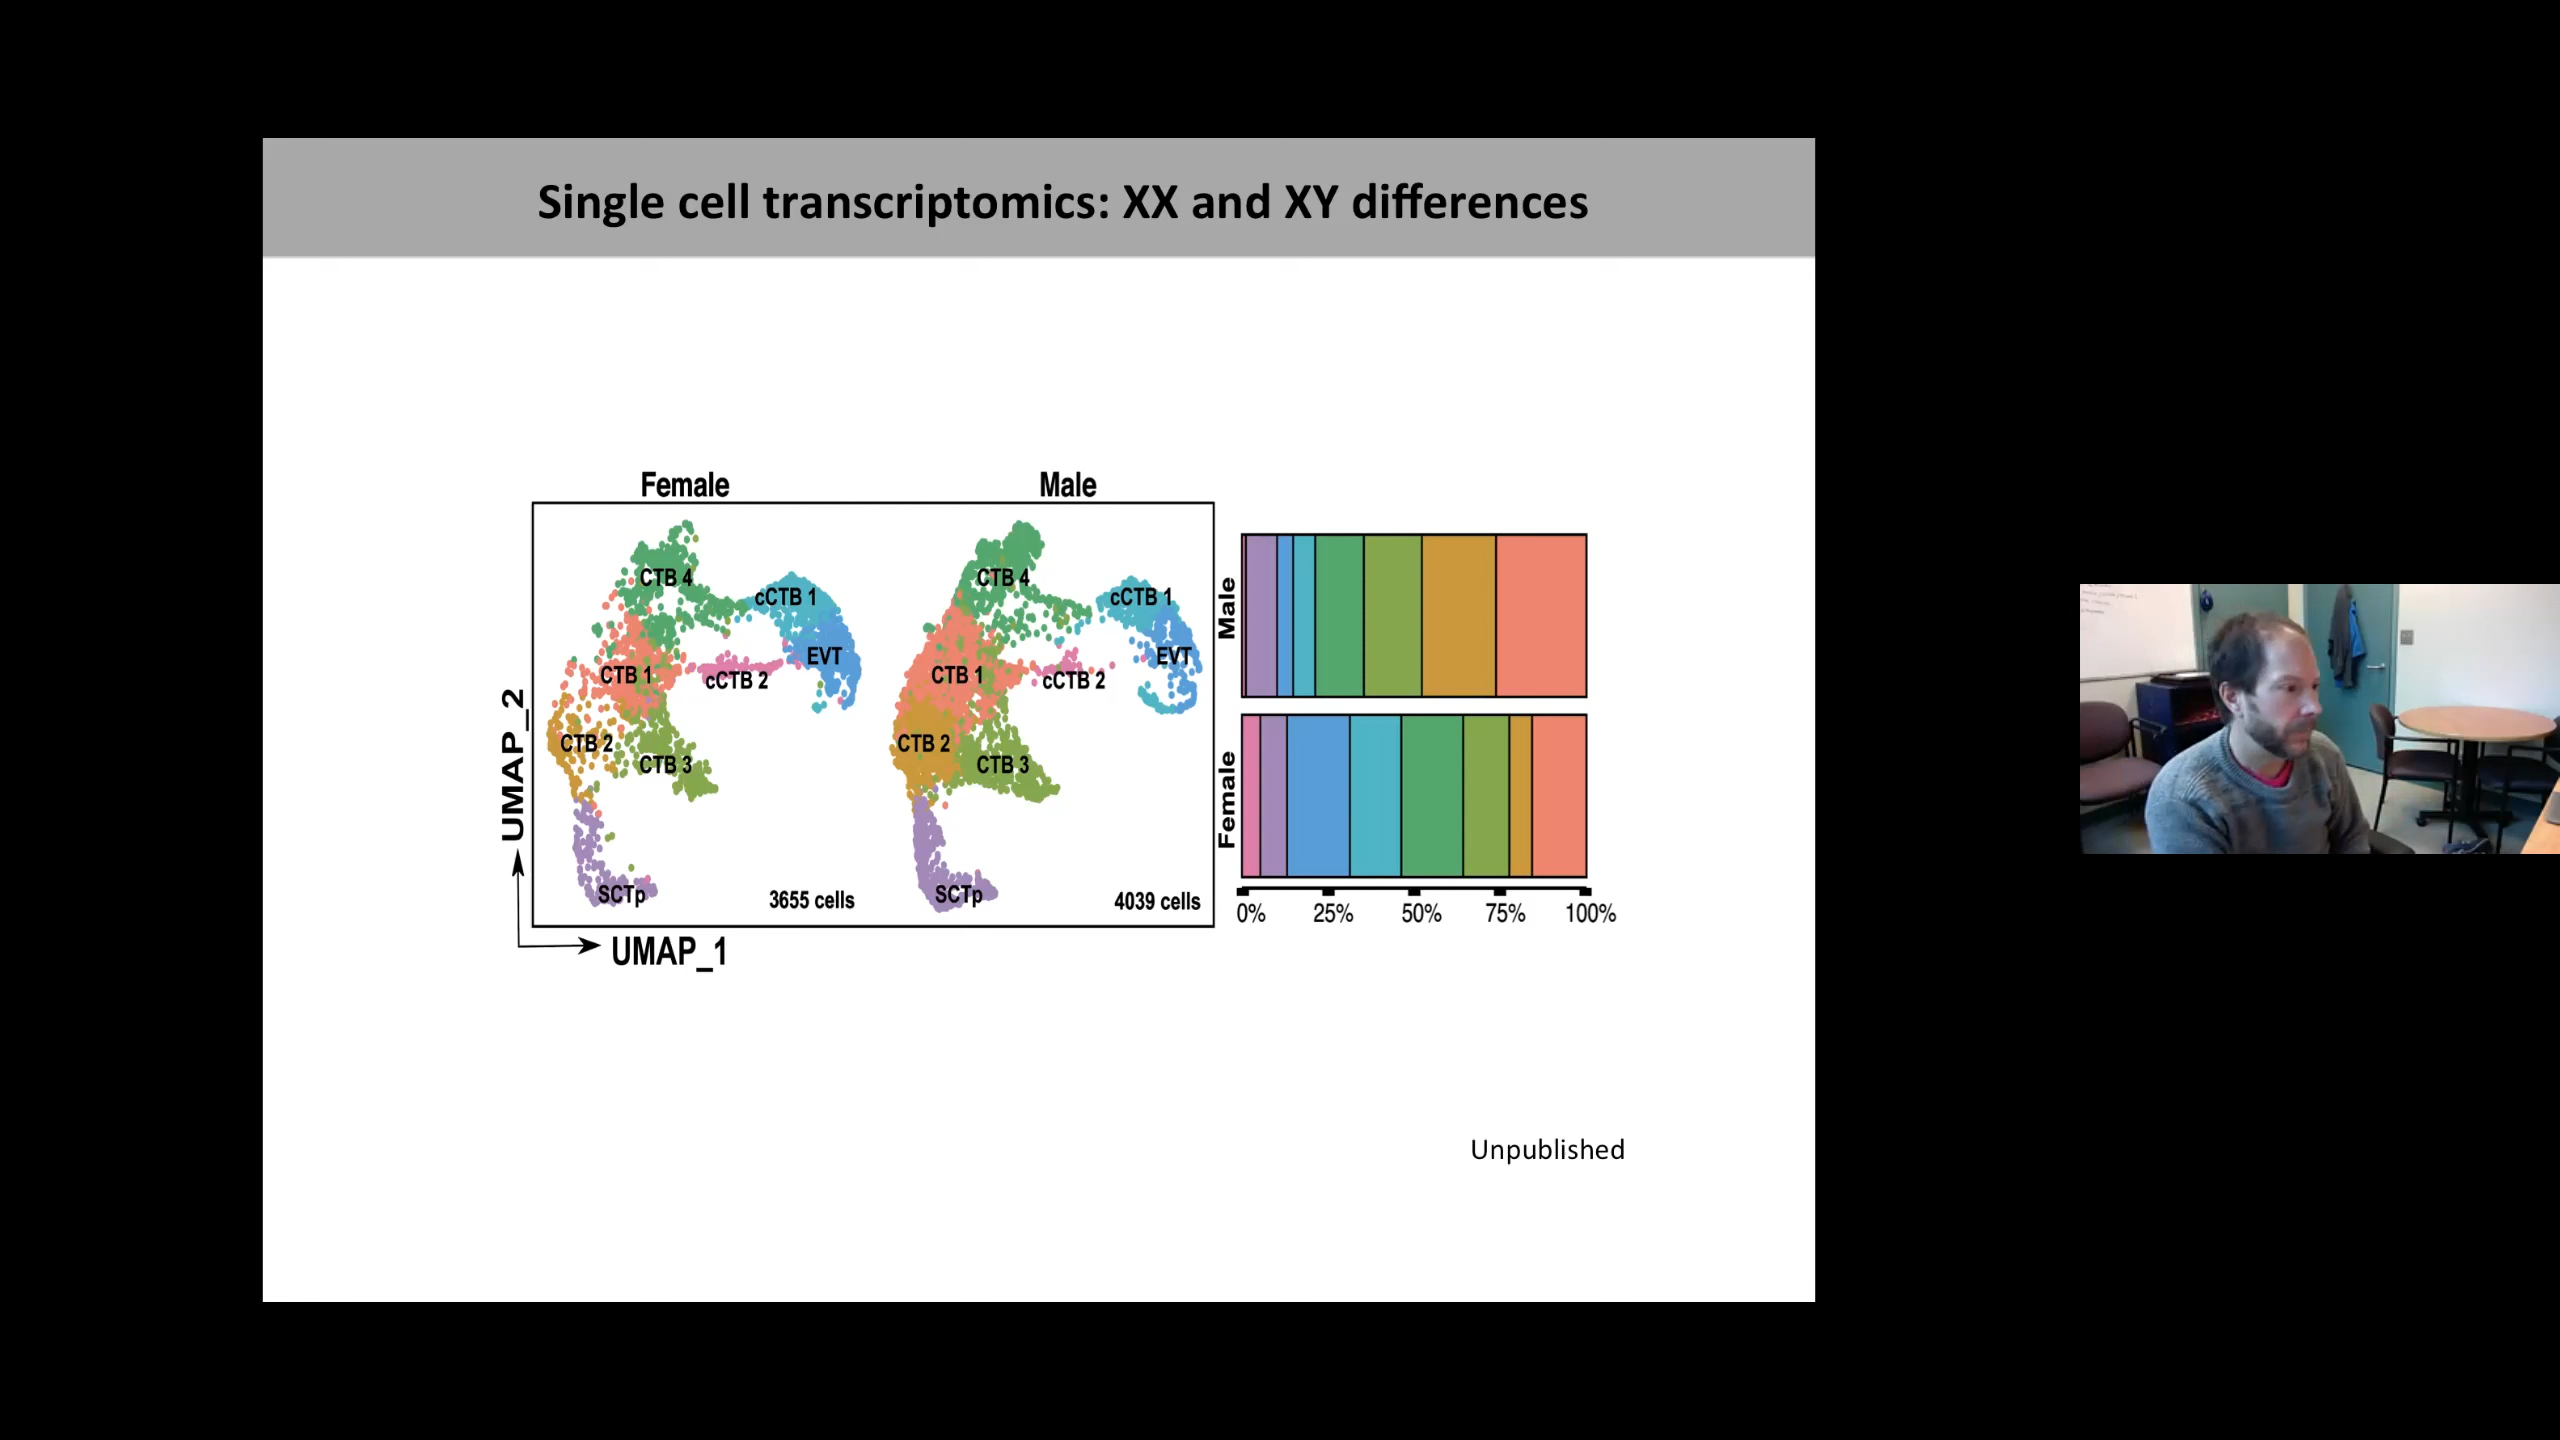 Single cell transcriptomics: XX and XY differences
Female
Male
CTB 4
cCTB 1
EVT
CTB 1
cCTB 2
CTB 2
CTB 3
SCTp
3655 cells
CTB 4
cCTB 1
EVT
CTB 1
cCTB 2
CTB 2
CTB 3
SCTp
4039 cells
UMAP_2
UMAP_1
Male
Female
0% 25% 50% 75% 100%
Unpublished